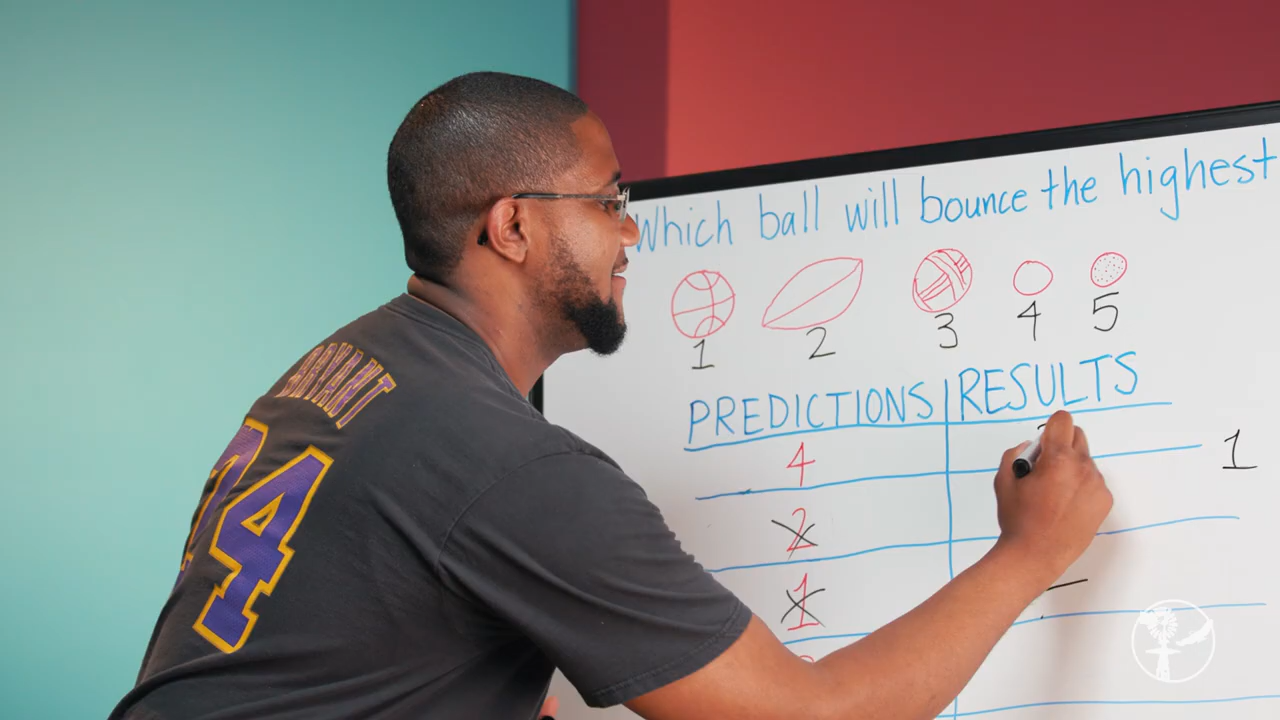 Which ball will bounce the highest
1 2 3 4 5
PREDICTIONS RESULTS
4
2 1
1
BRYANT
24